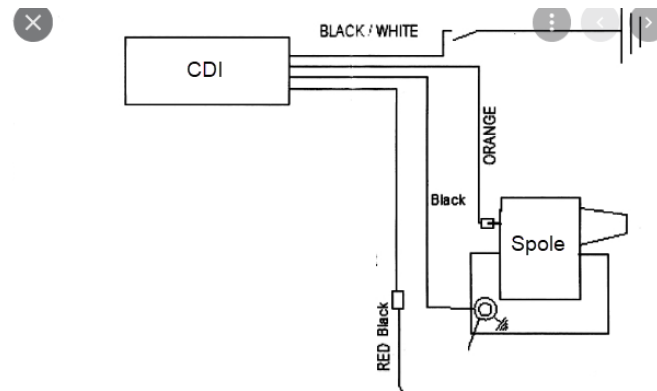 BLACK / WHITE
CDI
ORANGE
Black
Spole
RED Black